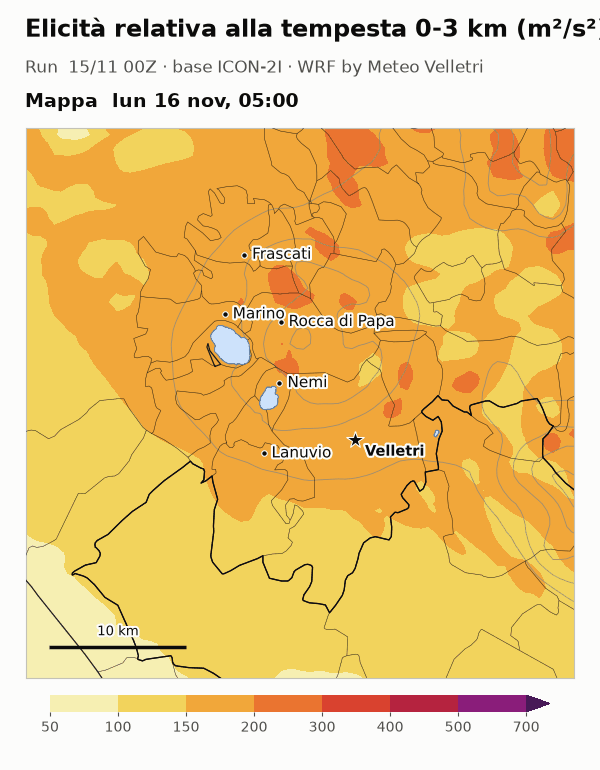 Elicità relativa alla tempesta 0-3 km (m²/s²)
Run  15/11 00Z · base ICON-2I · WRF by Meteo Velletri
Mappa  lun 16 nov, 05:00
Frascati
Marino
Rocca di Papa
Nemi
Velletri
Lanuvio
10 km
50 100 150 200 300 400 500 700